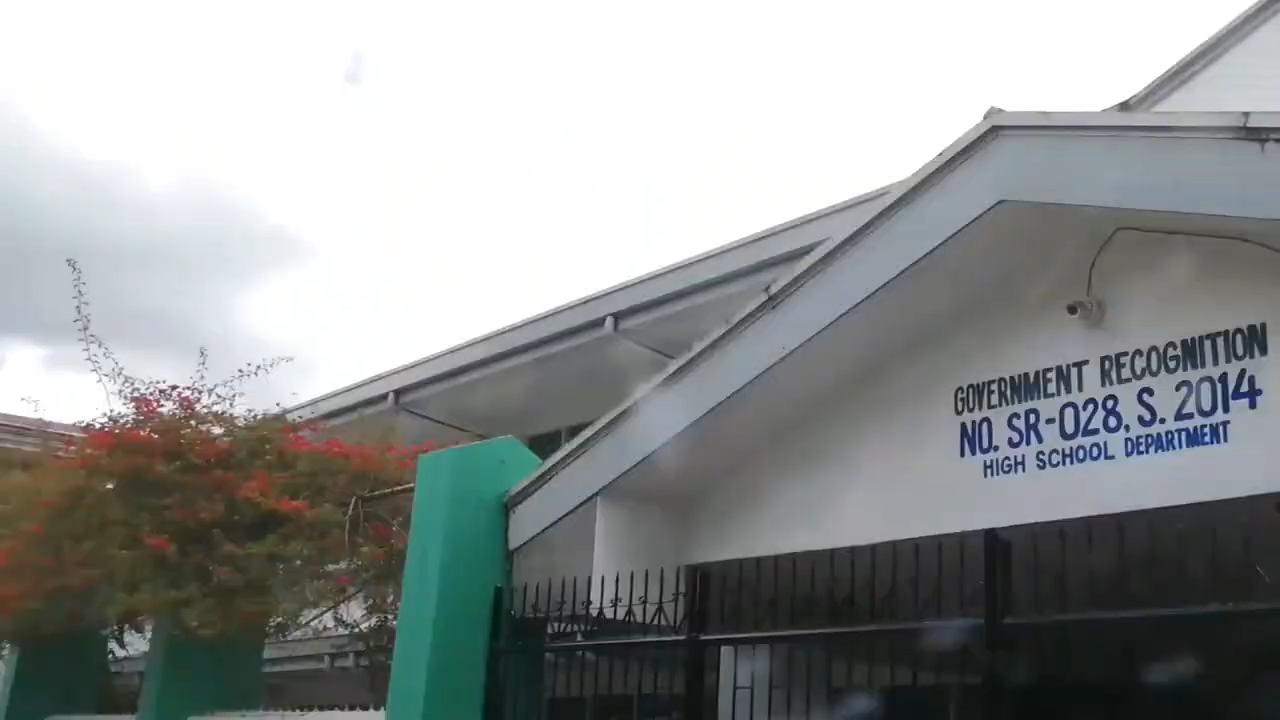 GOVERNMENT RECOGNITION
NO. SR-028, S. 2014
HIGH SCHOOL DEPARTMENT